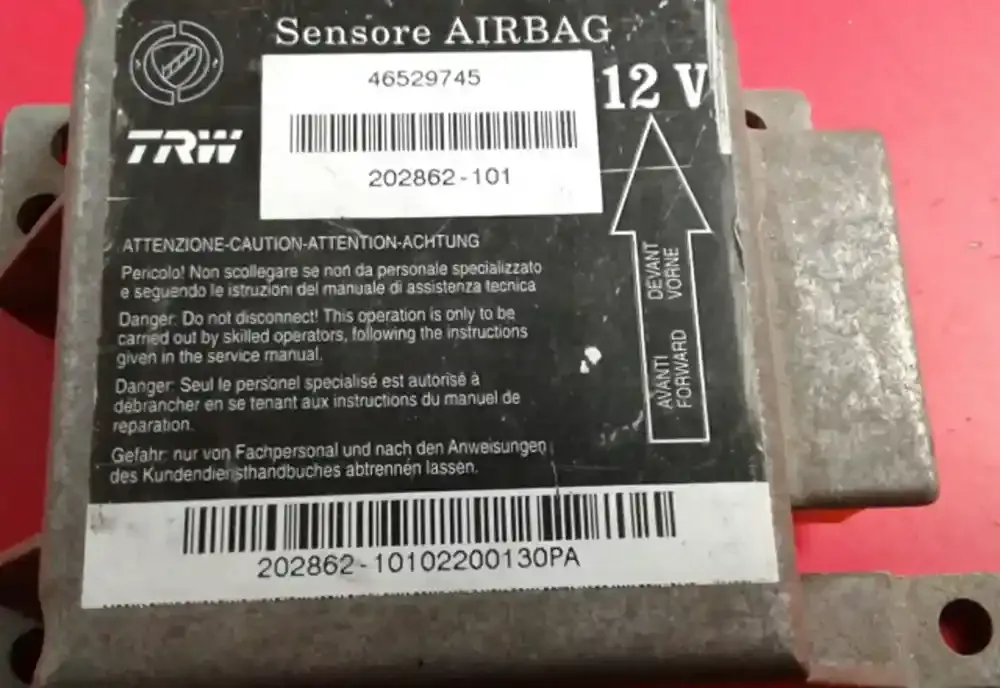 Sensore AIRBAG
46529745
12 V
TRW
202862-101
ATTENZIONE-CAUTION-ATTENTION-ACHTUNG
Pericolo! Non scollegare se non da personale specializzato
e seguendo le istruzioni del manuale di assistenza tecnica
Danger: Do not disconnect! This operation is only to be
carried out by skilled operators, following the instructions
given in the service manual.
Danger: Seul le personel specialisé est autorisé à
débrancher en se tenant aux instructions du manuel de
reparation.
Gefahr: nur von Fachpersonal und nach den Anweisungen
des Kundendiensthandbuches abtrennen lassen.
DEVANT
VORNE
AVANTI
FORWARD
202862-10102200130PA